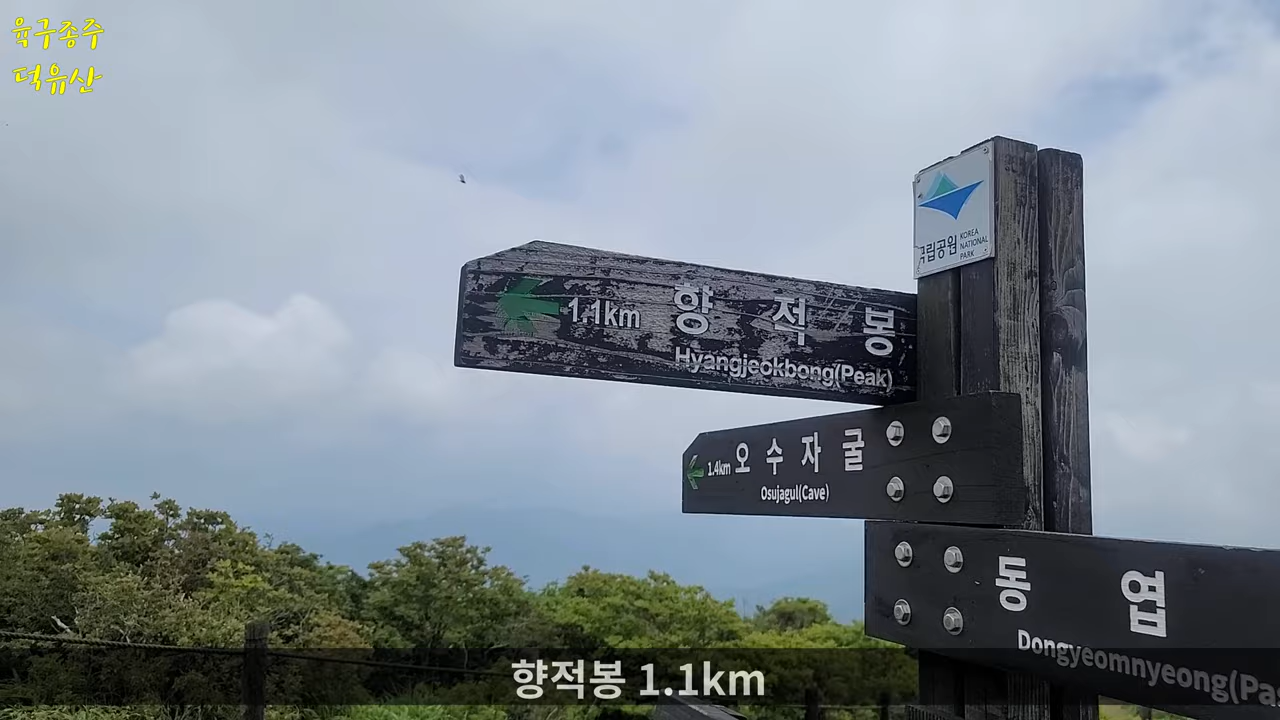 육구종주
덕유산
국립공원
KOREA
NATIONAL
PARK
1.1km 향적봉
Hyangjeokbong(Peak)
1.4km 오수자굴
Osujagul(Cave)
동엽
Dongyeomnyeong(Pa
향적봉 1.1km